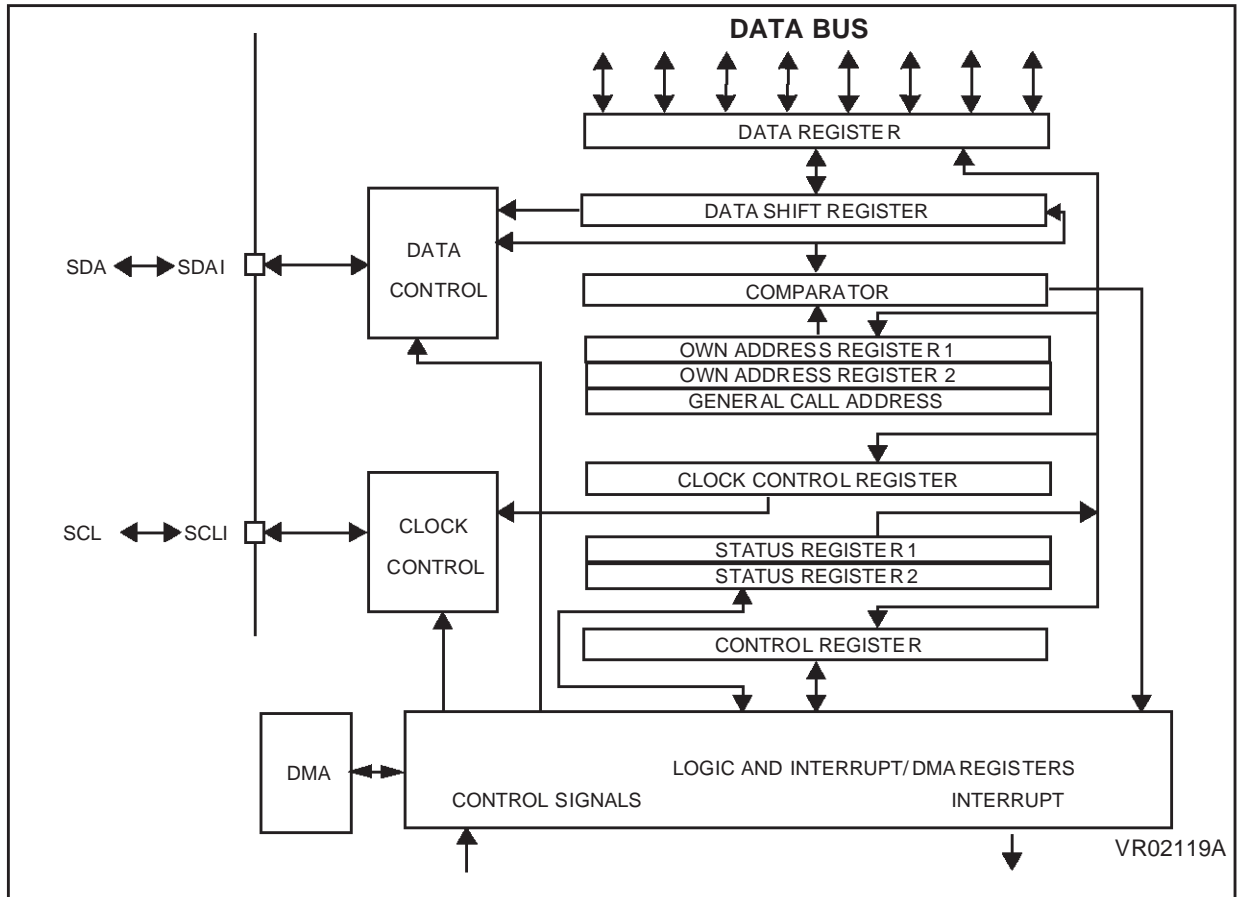 DATA BUS
DATA REGISTER
DATA SHIFT REGISTER
DATA
CONTROL
SDA
SDAI
COMPARATOR
OWN ADDRESS REGISTER 1
OWN ADDRESS REGISTER 2
GENERAL CALL ADDRESS
CLOCK CONTROL REGISTER
SCL
SCLI
CLOCK
CONTROL
STATUS REGISTER 1
STATUS REGISTER 2
CONTROL REGISTER
DMA
LOGIC AND INTERRUPT/DMA REGISTERS
CONTROL SIGNALS
INTERRUPT
VR02119A